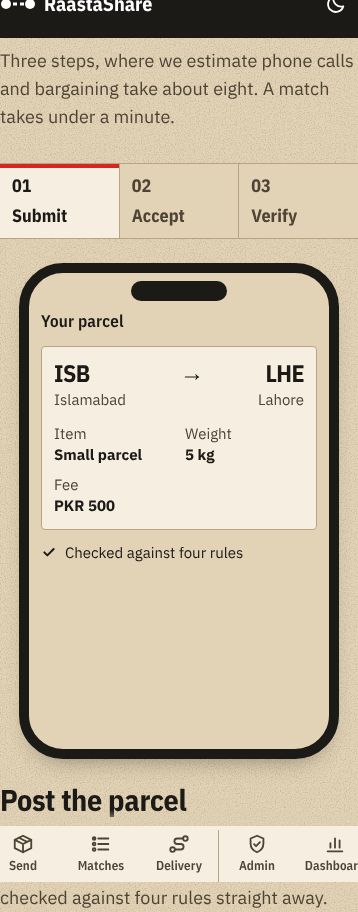 RaastaShare
Three steps, where we estimate phone calls
and bargaining take about eight. A match
takes under a minute.
01
Submit
02
Accept
03
Verify
Your parcel
ISB → LHE
Islamabad Lahore
Item Weight
Small parcel 5 kg
Fee
PKR 500
✓ Checked against four rules
Post the parcel
Send Matches Delivery Admin Dashboar
checked against four rules straight away.